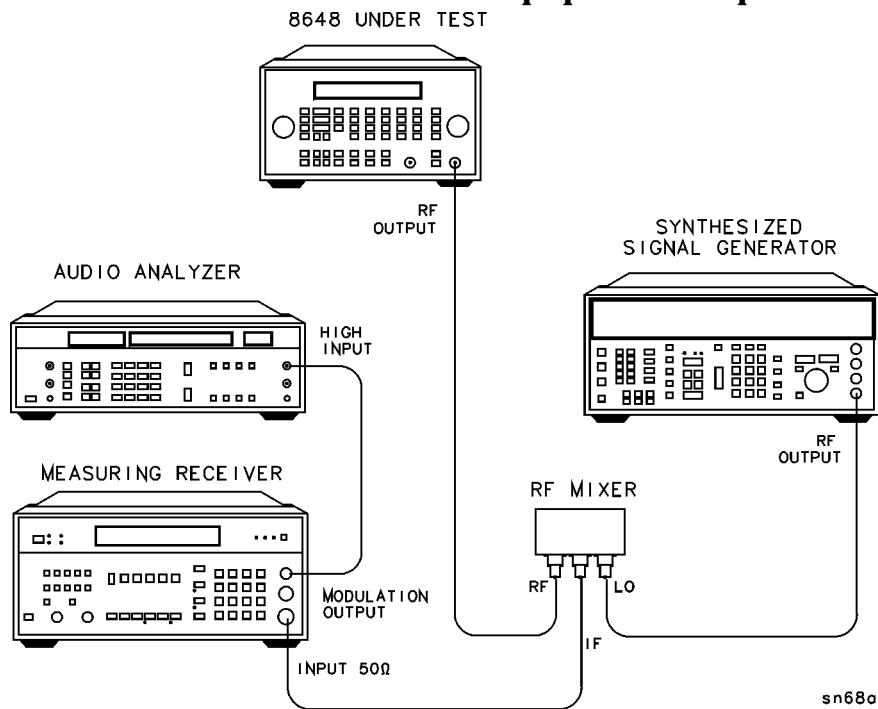 8648 UNDER TEST
RF
OUTPUT
SYNTHESIZED
SIGNAL GENERATOR
AUDIO ANALYZER
HIGH
INPUT
RF
OUTPUT
MEASURING RECEIVER
RF MIXER
RF
LO
MODULATION
OUTPUT
IF
INPUT 50Ω
sn68a